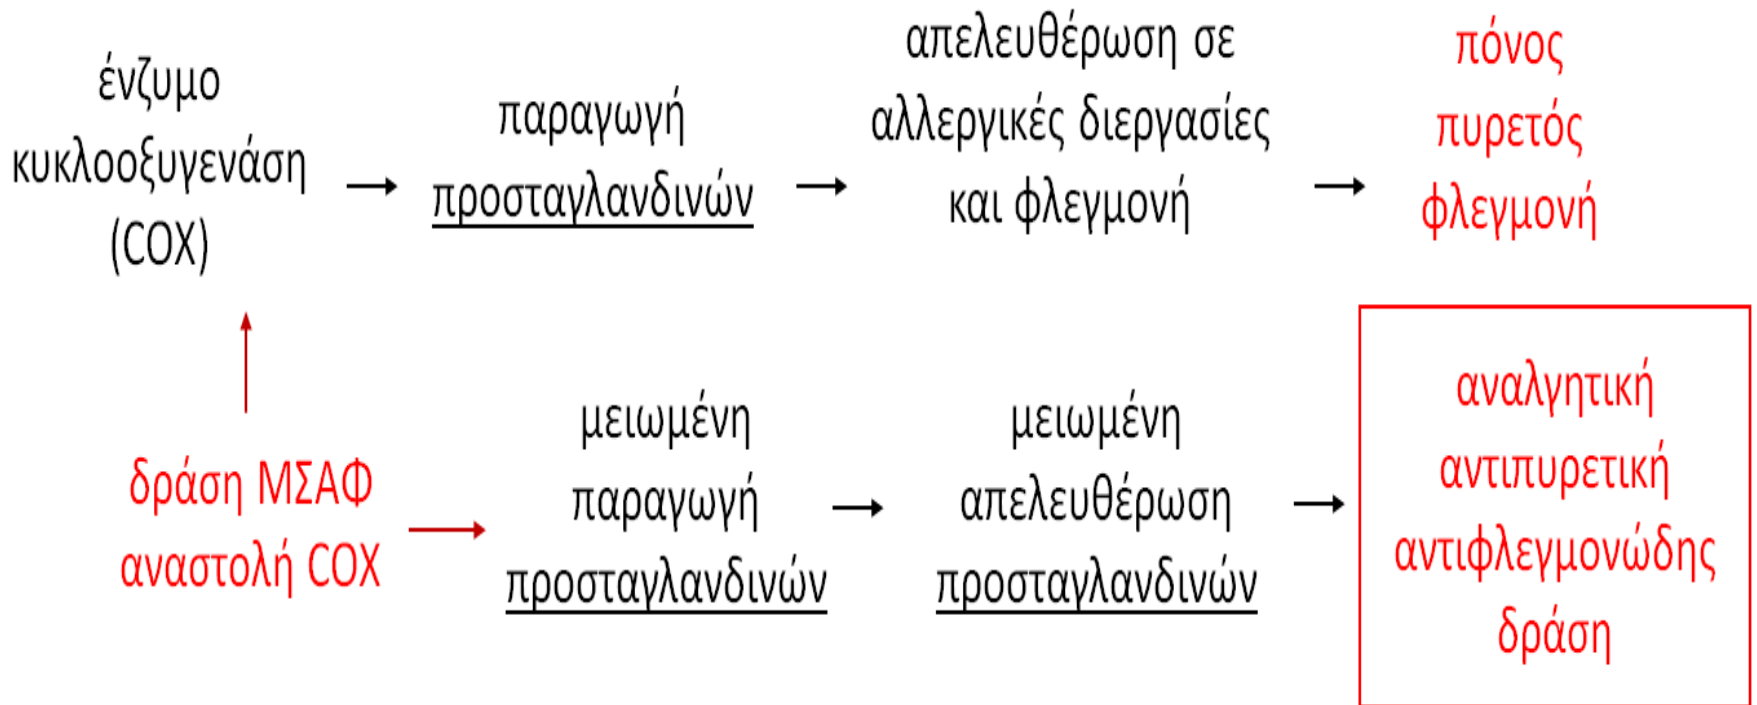 ένζυμο
κυκλοοξυγενάση
(COX)
παραγωγή
προσταγλανδινών
απελευθέρωση σε
αλλεργικές διεργασίες
και φλεγμονή
πόνος
πυρετός
φλεγμονή
δράση ΜΣΑΦ
αναστολή COX
μειωμένη
παραγωγή
προσταγλανδινών
μειωμένη
απελευθέρωση
προσταγλανδινών
αναλγητική
αντιπυρετική
αντιφλεγμονώδης
δράση